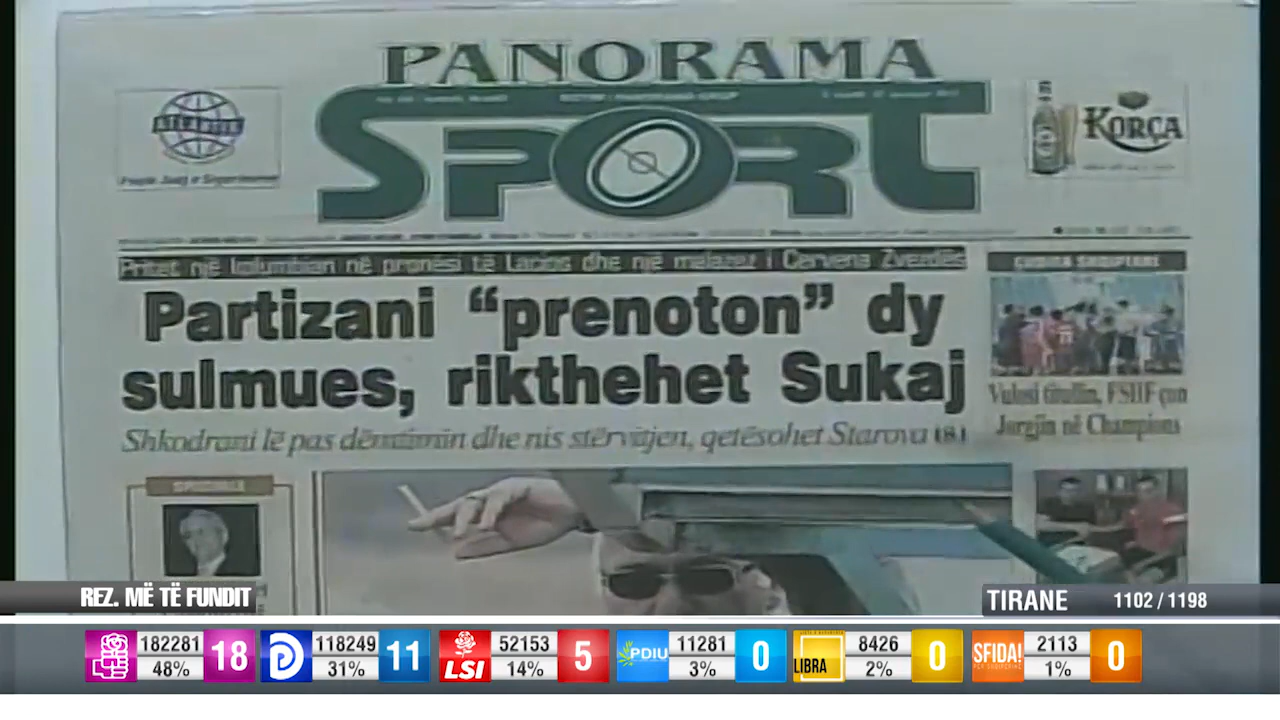 PANORAMA
SPORT
KORÇA
Pritet një kolumbian në pronësi të Lacios dhe një malazez i Cervena Zvezdës
Partizani “prenoton” dy
sulmues, rikthehet Sukaj
Shkodrani lë pas dëmtimin dhe nis stërvitjen, qetësohet Starova (8)
Vulosi titullin, FSHF çon
Jorgjin në Champions
REZ. MË TË FUNDIT
TIRANE 1102 / 1198
182281 48% 18
118249 31% 11
LSI 52153 14% 5
PDIU 11281 3% 0
LIBRA 8426 2% 0
SFIDA! 2113 1% 0